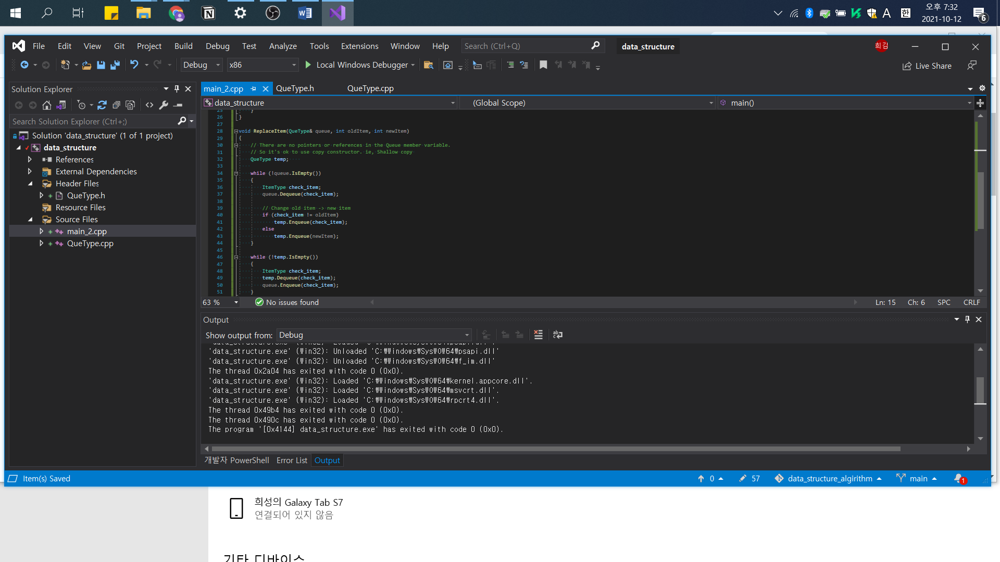 오후 7:32
2021-10-12
A
한
6
File Edit View Git Project Build Debug Test Analyze Tools Extensions Window Help
Search (Ctrl+Q)
data_structure
희김
Debug
x86
Local Windows Debugger
Live Share
Solution Explorer
Search Solution Explorer (Ctrl+;)
Solution 'data_structure' (1 of 1 project)
data_structure
References
External Dependencies
Header Files
QueType.h
Resource Files
Source Files
main_2.cpp
QueType.cpp
main_2.cpp
QueType.h
QueType.cpp
data_structure
(Global Scope)
main()
25 }
26 }
27
28 void ReplaceItem(QueType& queue, int oldItem, int newItem)
29 {
30 // There are no pointers or references in the Queue member variable.
31 // So it's ok to use copy constructor. ie, Shallow copy
32 QueType temp;
33
34 while (!queue.IsEmpty())
35 {
36 ItemType check_item;
37 queue.Dequeue(check_item);
38
39 // Change old item -> new item
40 if (check_item != oldItem)
41 temp.Enqueue(check_item);
42 else
43 temp.Enqueue(newItem);
44 }
45
46 while (!temp.IsEmpty())
47 {
48 ItemType check_item;
49 temp.Dequeue(check_item);
50 queue.Enqueue(check_item);
51 }
63 %
No issues found
Ln: 15 Ch: 6 SPC CRLF
Output
Show output from: Debug
'data_structure.exe' (Win32): Unloaded 'C:₩Windows₩SysWOW64₩psapi.dll'
'data_structure.exe' (Win32): Unloaded 'C:₩Windows₩SysWOW64₩f_im.dll'
The thread 0x2a04 has exited with code 0 (0x0).
'data_structure.exe' (Win32): Loaded 'C:₩Windows₩SysWOW64₩kernel.appcore.dll'.
'data_structure.exe' (Win32): Loaded 'C:₩Windows₩SysWOW64₩msvcrt.dll'.
'data_structure.exe' (Win32): Loaded 'C:₩Windows₩SysWOW64₩rpcrt4.dll'.
The thread 0x49b4 has exited with code 0 (0x0).
The thread 0x490c has exited with code 0 (0x0).
The program '[0x4144] data_structure.exe' has exited with code 0 (0x0).
개발자 PowerShell Error List Output
Item(s) Saved
0
57
data_structure_algirithm
main
1
희성의 Galaxy Tab S7
연결되어 있지 않음
기타 디바이스